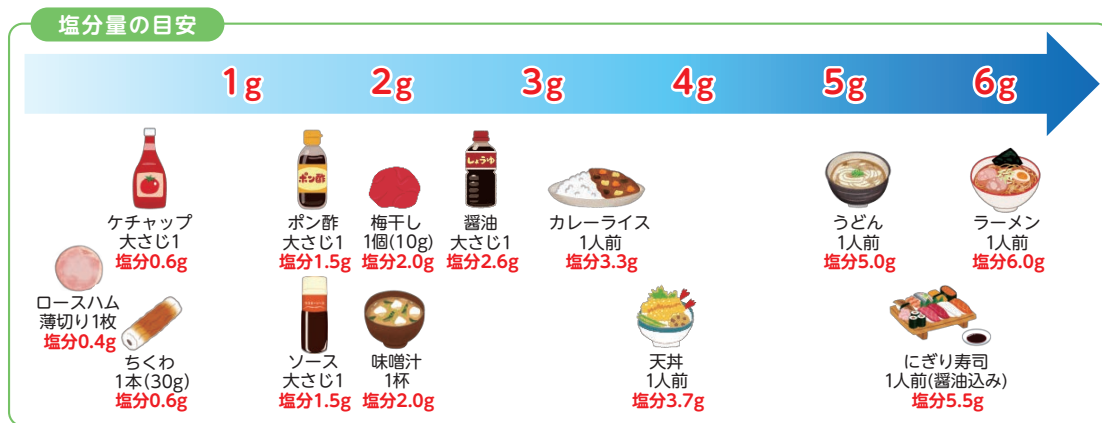 塩分量の目安
1g
2g
3g
4g
5g
6g
ケチャップ
大さじ1
塩分0.6g
ポン酢
ポン酢
大さじ1
塩分1.5g
梅干し
1個(10g)
塩分2.0g
しょうゆ
醤油
大さじ1
塩分2.6g
カレーライス
1人前
塩分3.3g
うどん
1人前
塩分5.0g
ラーメン
1人前
塩分6.0g
ロースハム
薄切り1枚
塩分0.4g
ちくわ
1本(30g)
塩分0.6g
ソース
大さじ1
塩分1.5g
味噌汁
1杯
塩分2.0g
天丼
1人前
塩分3.7g
にぎり寿司
1人前(醤油込み)
塩分5.5g